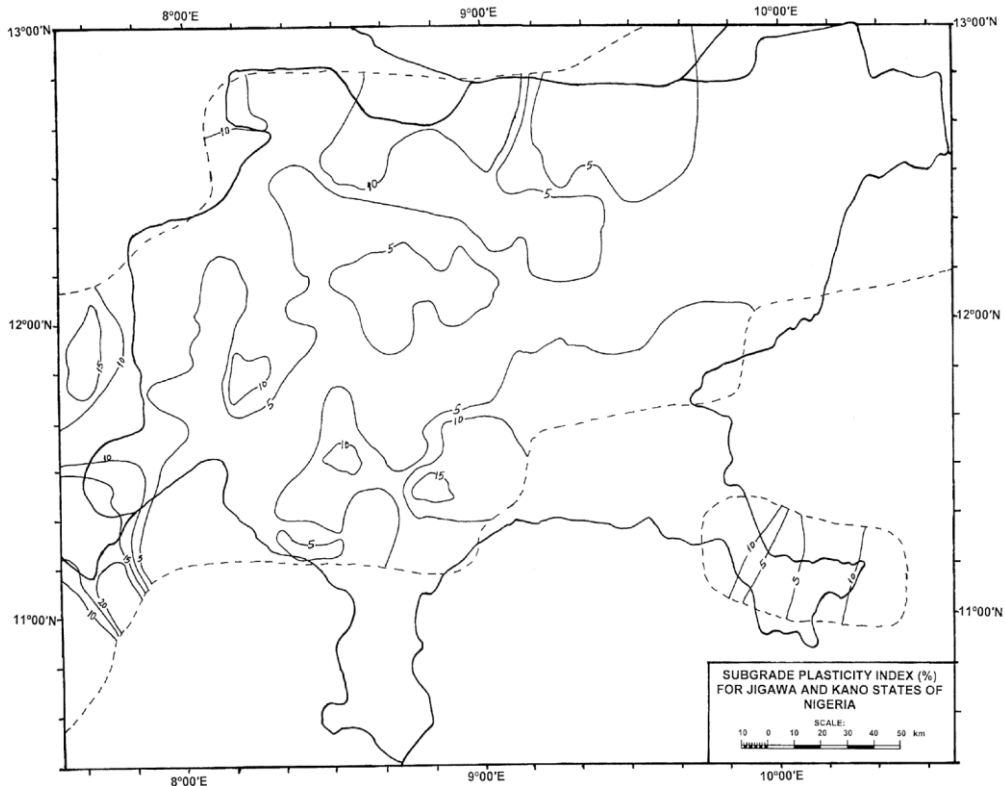 8°00'E 9°00'E 10°00'E
13°00'N 13°00'N
10
5
10
5
5
12°00'N 12°00'N
15
10
10
5
5
10
10
10
15
5
15
5
20
10
10
5
5
10
11°00'N 11°00'N
SUBGRADE PLASTICITY INDEX (%)
FOR JIGAWA AND KANO STATES OF
NIGERIA
SCALE:
10 0 10 20 30 40 50 km
8°00'E 9°00'E 10°00'E